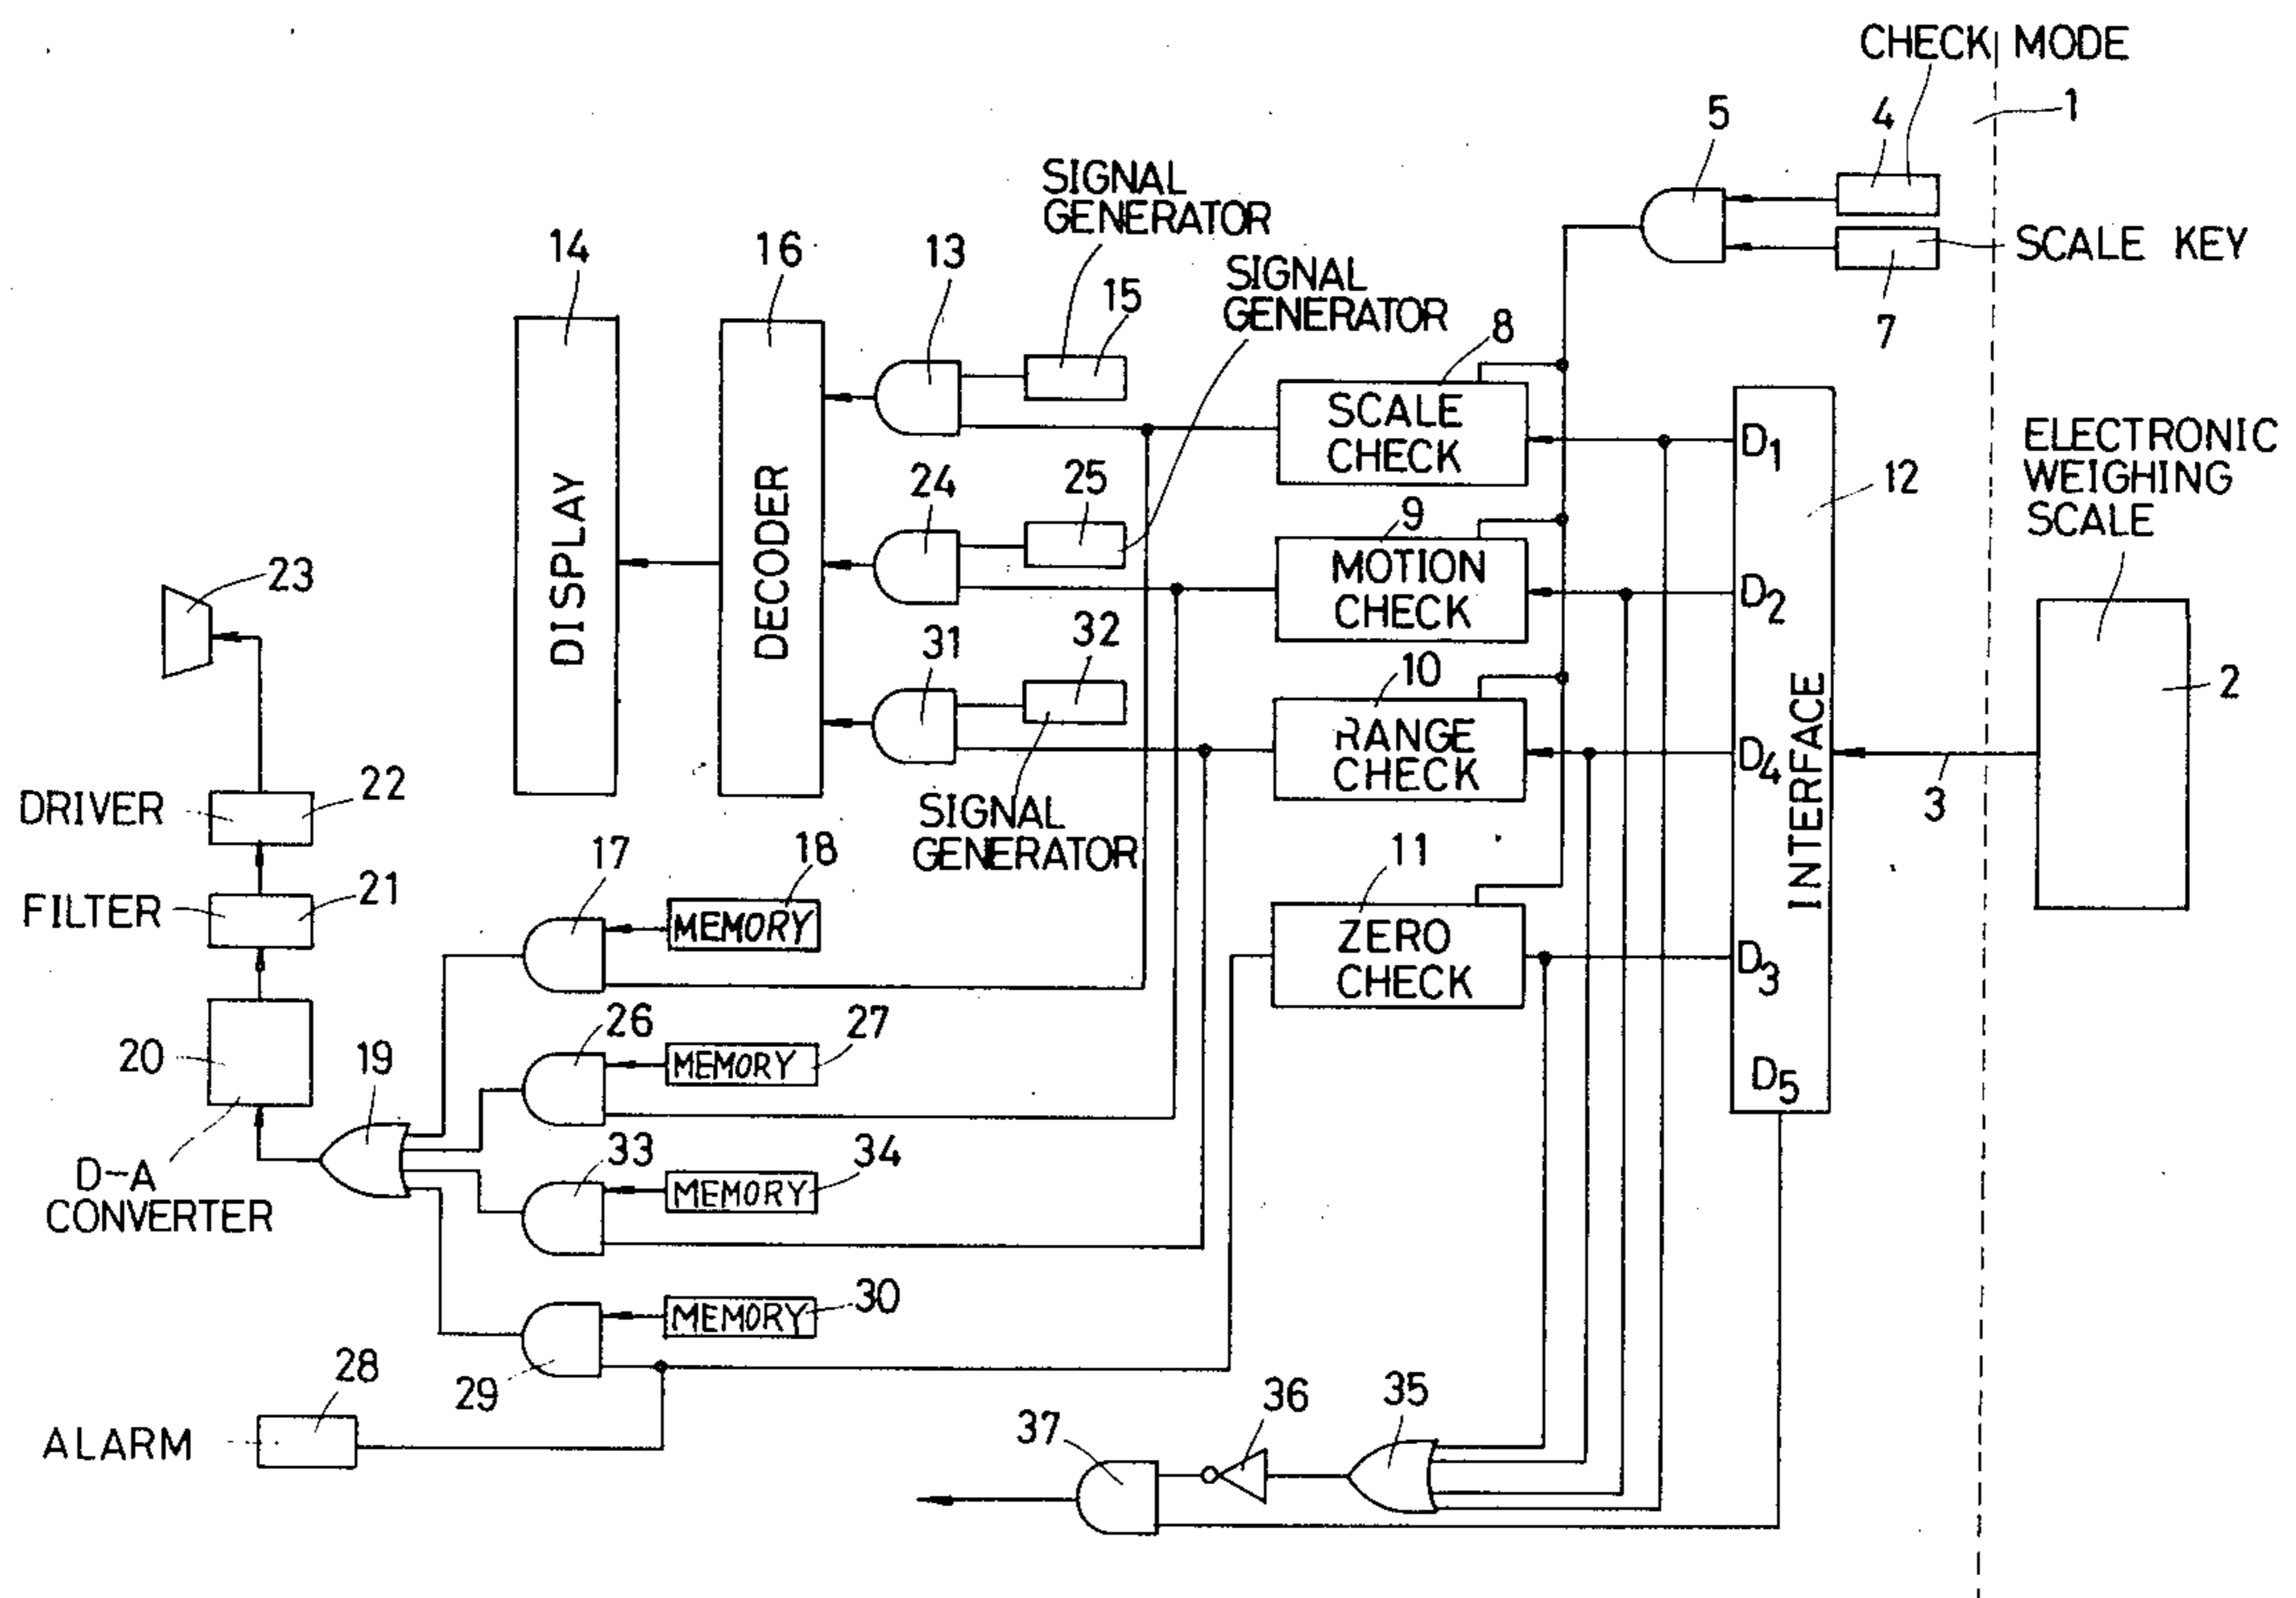 CHECK MODE
1
4
5
SIGNAL
GENERATOR
SCALE KEY
7
14
16
13
15
SIGNAL
GENERATOR
8
SCALE
CHECK
D1
12
ELECTRONIC
WEIGHING
SCALE
24
25
9
MOTION
CHECK
D2
DISPLAY
DECODER
23
31
32
10
RANGE
CHECK
D4
INTERFACE
3
2
DRIVER
22
SIGNAL
GENERATOR
17
18
MEMORY
11
ZERO
CHECK
D3
FILTER
21
26
27
MEMORY
20
19
D5
33
34
MEMORY
D-A
CONVERTER
30
MEMORY
29
28
ALARM
37
36
35